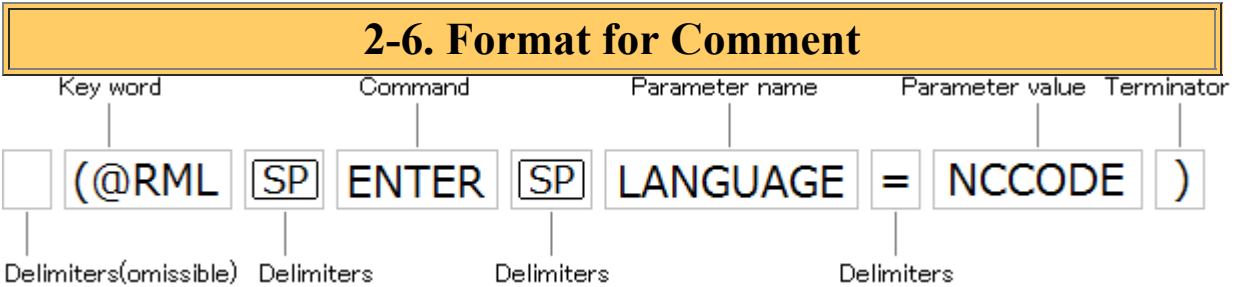 2-6. Format for Comment
Key word Command Parameter name Parameter value Terminator
(@RML SP ENTER SP LANGUAGE = NCCODE )
Delimiters(omissible) Delimiters Delimiters Delimiters